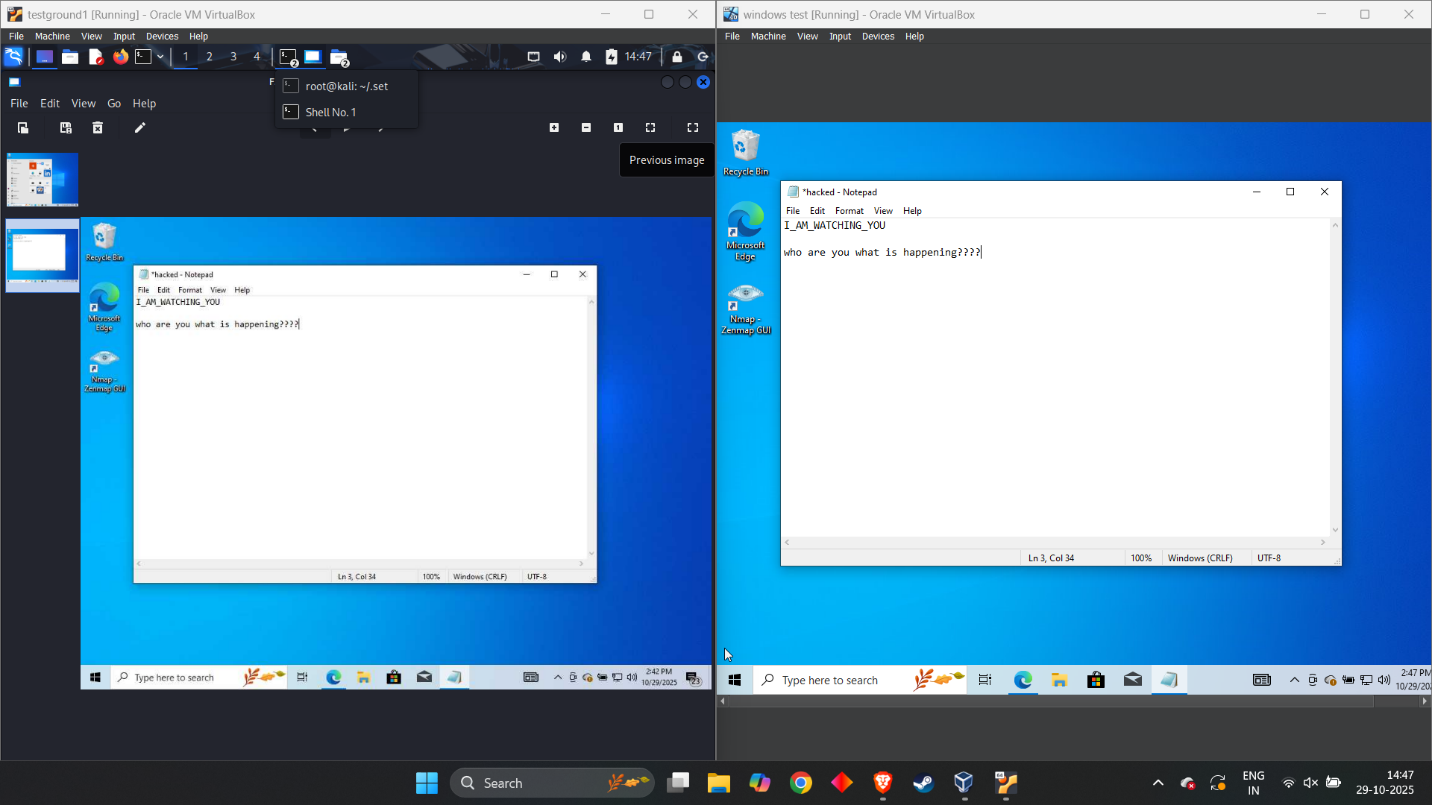 testground1 [Running] - Oracle VM VirtualBox
File Machine View Input Devices Help
1 2 3 4
2
2
14:47
root@kali: ~/.set
Shell No. 1
File Edit View Go Help
Previous image
Recycle Bin
Microsoft Edge
Nmap - Zenmap GUI
*hacked - Notepad
File Edit Format View Help
I_AM_WATCHING_YOU
who are you what is happening????
Ln 3, Col 34 100% Windows (CRLF) UTF-8
Type here to search
2:42 PM
10/29/2025
23
windows test [Running] - Oracle VM VirtualBox
File Machine View Input Devices Help
Recycle Bin
Microsoft Edge
Nmap - Zenmap GUI
*hacked - Notepad
File Edit Format View Help
I_AM_WATCHING_YOU
who are you what is happening????
Ln 3, Col 34 100% Windows (CRLF) UTF-8
Type here to search
2:47 PM
10/29/202
Search
ENG
IN
14:47
29-10-2025